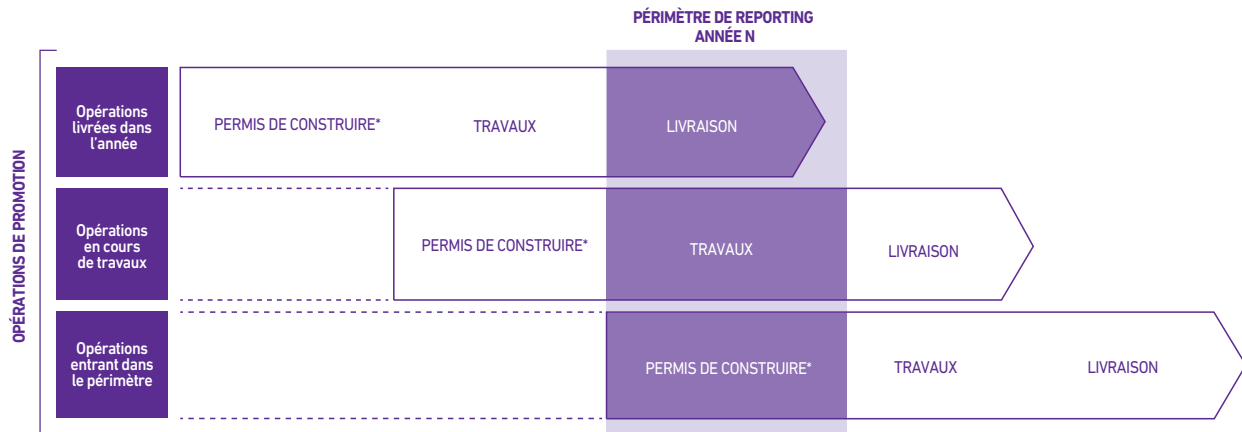 PÉRIMÈTRE DE REPORTING
ANNÉE N
OPÉRATIONS DE PROMOTION
Opérations
livrées dans
l'année
PERMIS DE CONSTRUIRE*
TRAVAUX
LIVRAISON
Opérations
en cours
de travaux
PERMIS DE CONSTRUIRE*
TRAVAUX
LIVRAISON
Opérations
entrant dans
le périmètre
PERMIS DE CONSTRUIRE*
TRAVAUX
LIVRAISON